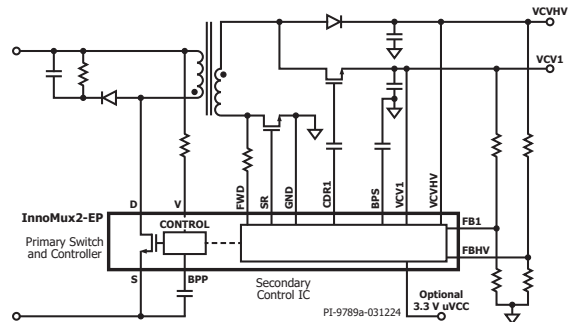 VCVHV
VCV1
D
V
FWD
SR
GND
CDR1
BPS
VCV1
VCVHV
InnoMux2-EP
CONTROL
FB1
Primary Switch
and Controller
FBHV
S
BPP
Secondary
Control IC
Optional
3.3 V uVCC
PI-9789a-031224